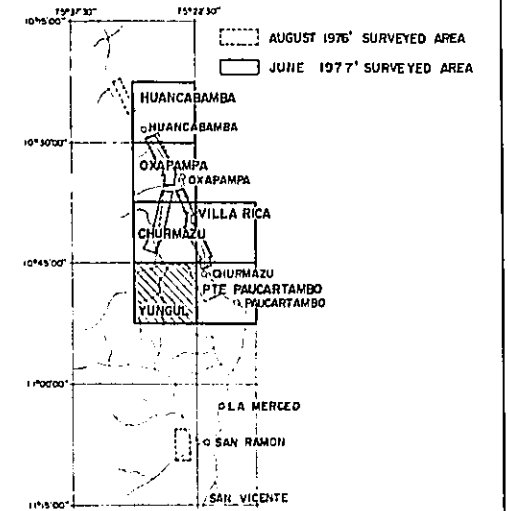 75°37'30" 75°22'30"
10°15'00"
AUGUST 1976' SURVEYED AREA
JUNE 1977' SURVEYED AREA
HUANCABAMBA
HUANCABAMBA
10°30'00"
OXAPAMPA
OXAPAMPA
VILLA RICA
CHURMAZU
10°45'00"
CHURMAZU
PTE PAUCARTAMBO
PAUCARTAMBO
YUNGUL
11°00'00"
LA MERCED
SAN RAMON
11°15'00"
SAN VICENTE